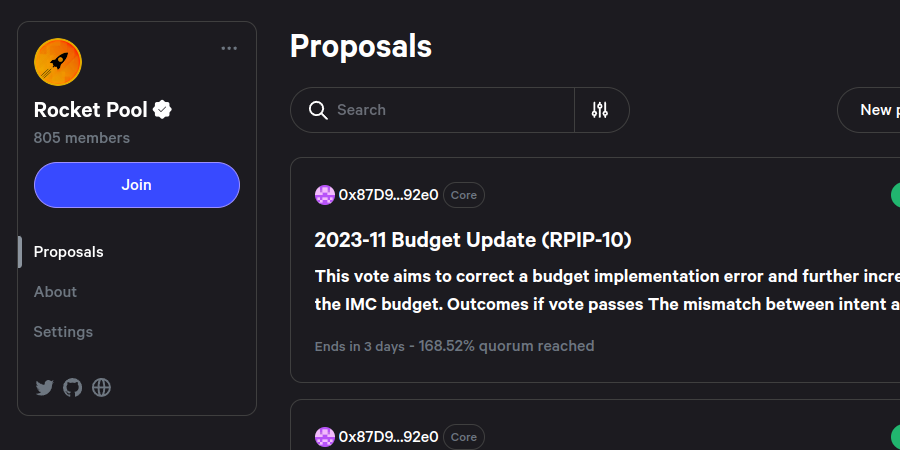 Rocket Pool
805 members
Join
Proposals
About
Settings
Proposals
Search
New
0x87D9...92e0 Core
2023-11 Budget Update (RPIP-10)
This vote aims to correct a budget implementation error and further
the IMC budget. Outcomes if vote passes The mismatch between intent
Ends in 3 days - 168.52% quorum reached
0x87D9...92e0 Core